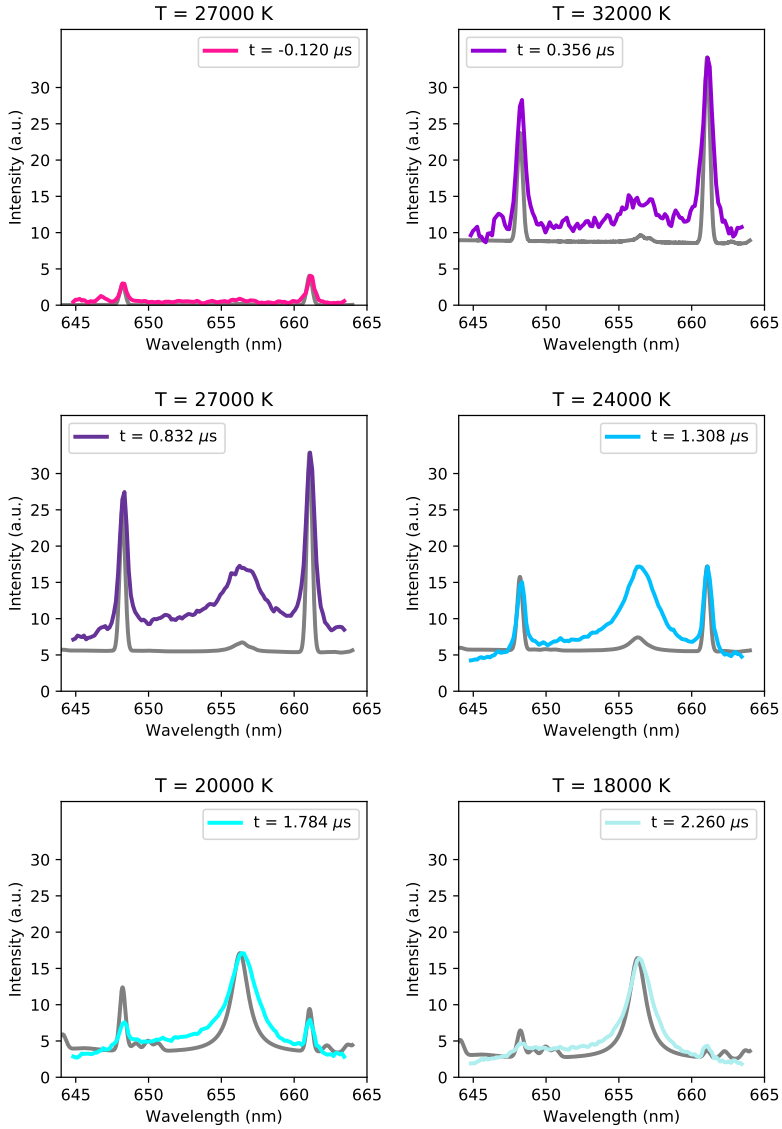 T = 27000 K
T = 32000 K
t = -0.120 μs
t = 0.356 μs
Intensity (a.u.)
30
25
20
15
10
5
0
645 650 655 660 665
Wavelength (nm)
Intensity (a.u.)
30
25
20
15
10
5
0
645 650 655 660 665
Wavelength (nm)
T = 27000 K
T = 24000 K
t = 0.832 μs
t = 1.308 μs
Intensity (a.u.)
30
25
20
15
10
5
0
645 650 655 660 665
Wavelength (nm)
Intensity (a.u.)
30
25
20
15
10
5
0
645 650 655 660 665
Wavelength (nm)
T = 20000 K
T = 18000 K
t = 1.784 μs
t = 2.260 μs
Intensity (a.u.)
30
25
20
15
10
5
0
645 650 655 660 665
Wavelength (nm)
Intensity (a.u.)
30
25
20
15
10
5
0
645 650 655 660 665
Wavelength (nm)